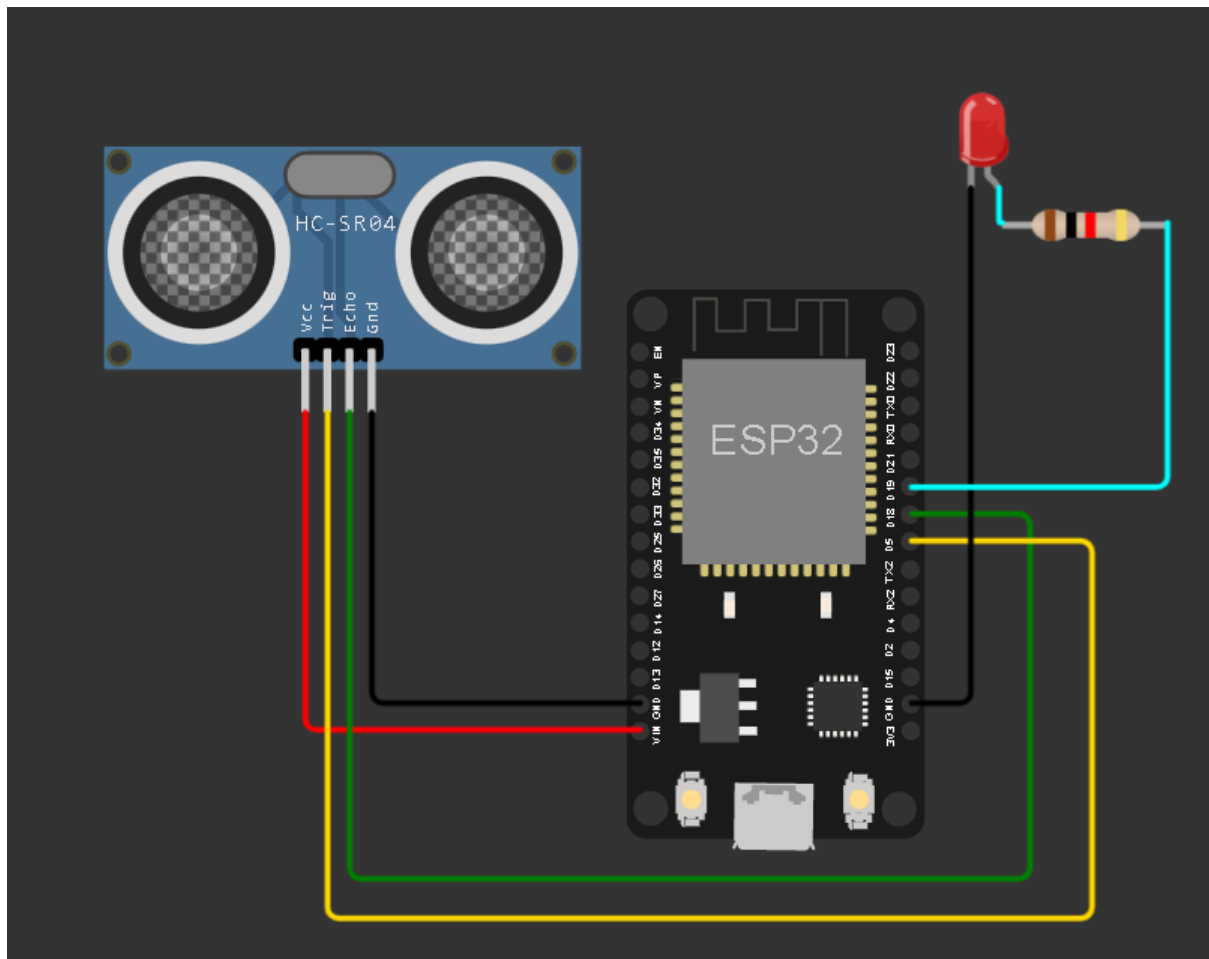 HC-SR04
Vcc
Trig
Echo
Gnd
ESP32
EN
VP
VN
D34
D35
D32
D33
D25
D26
D27
D14
D12
D13
GND
VIN
D23
D22
TX0
RX0
D21
D19
D18
D5
TX2
RX2
D4
D2
D15
GND
3V3